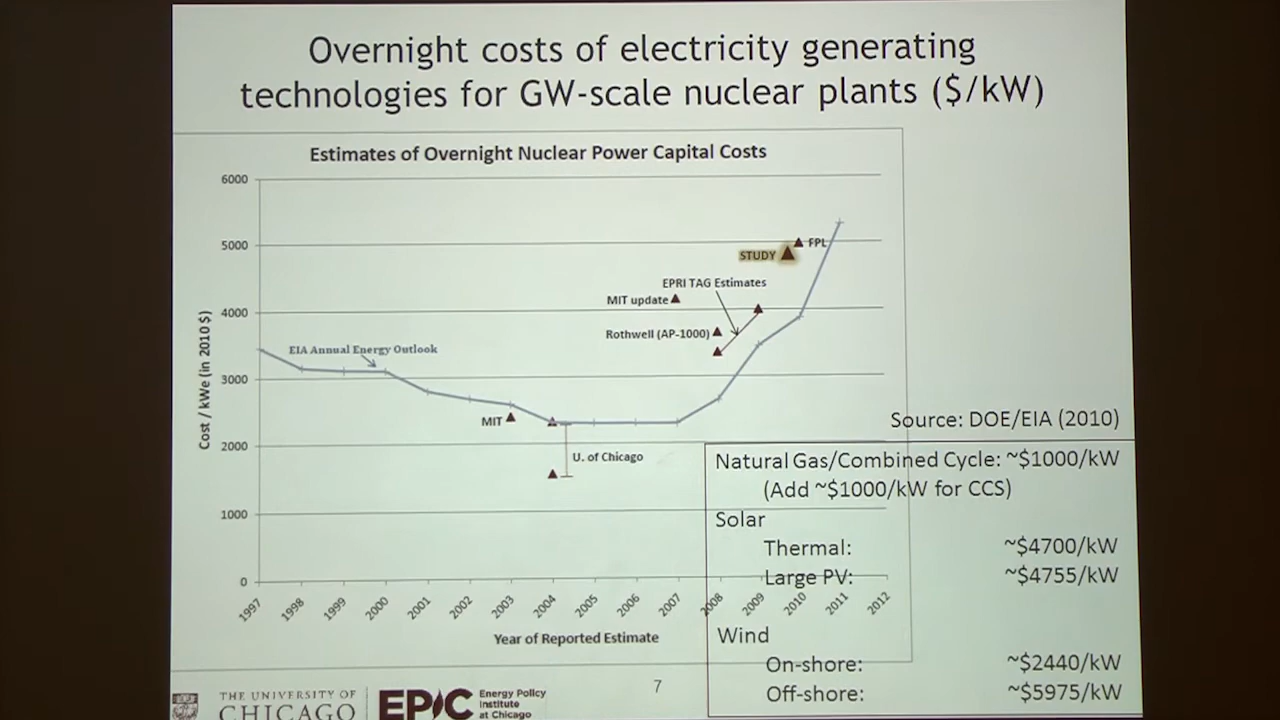 Overnight costs of electricity generating
technologies for GW-scale nuclear plants ($/kW)
Estimates of Overnight Nuclear Power Capital Costs
6000
5000
4000
3000
2000
1000
0
Cost / kWe (in 2010 $)
EIA Annual Energy Outlook
MIT
U. of Chicago
MIT update
Rothwell (AP-1000)
EPRI TAG Estimates
STUDY
FPL
1997 1998 1999 2000 2001 2002 2003 2004 2005 2006 2007 2008 2009 2010 2011 2012
Year of Reported Estimate
Source: DOE/EIA (2010)
Natural Gas/Combined Cycle: ~$1000/kW
(Add ~$1000/kW for CCS)
Solar
Thermal: ~$4700/kW
Large PV: ~$4755/kW
Wind
On-shore: ~$2440/kW
Off-shore: ~$5975/kW
THE UNIVERSITY OF
CHICAGO
EPIC
Energy Policy
Institute
at Chicago
7